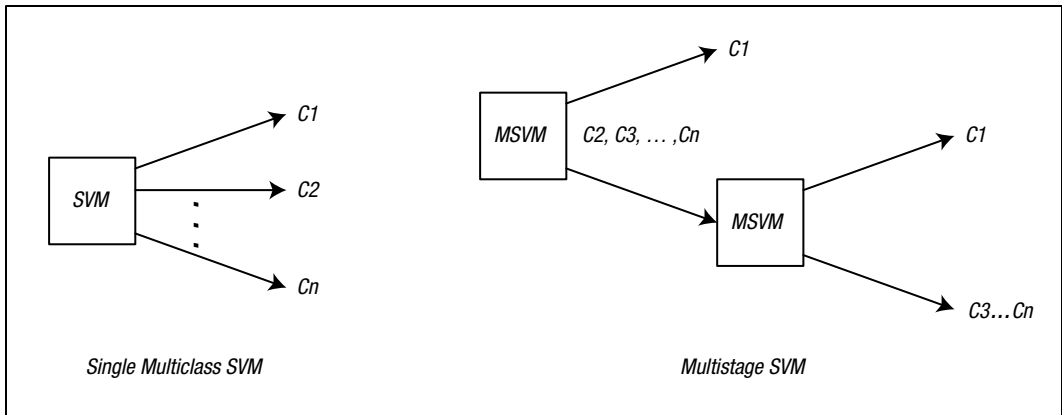 C1
C2
Cn
SVM
Single Multiclass SVM
C1
MSVM
C2, C3, ... ,Cn
C1
MSVM
C3...Cn
Multistage SVM